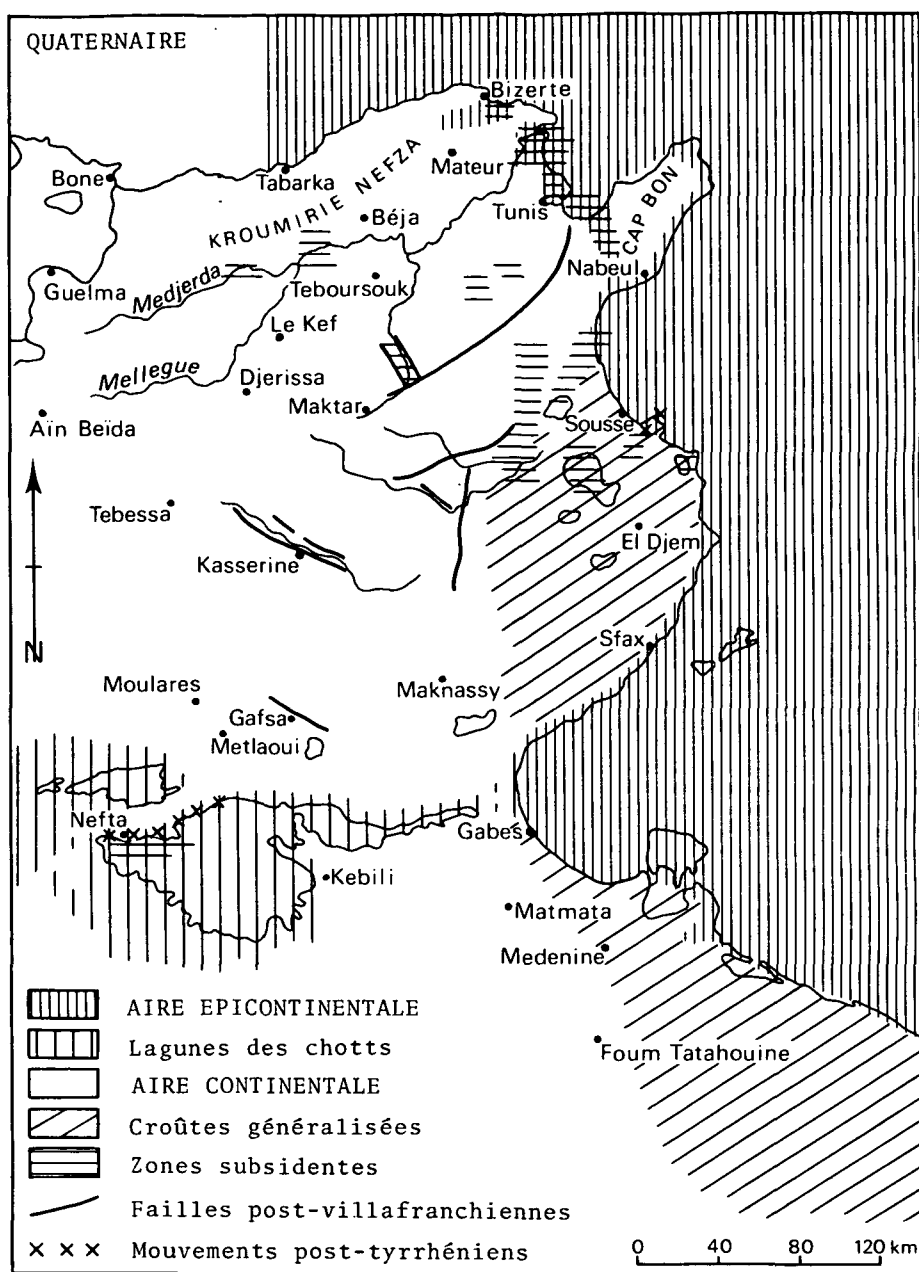 QUATERNAIRE
Bizerte
Bone
Tabarka
KROUMIRIE NEFZA
Mateur
Tunis
CAP BON
Béja
Nabeul
Guelma
Medjerda
Teboursouk
Le Kef
Mellegue
Djerissa
Maktar
Sousse
Aïn Beïda
Tebessa
El Djem
Kasserine
N
Sfax
Moulares
Maknassy
Gafsa
Metlaoui
Nefta
Gabes
Kebili
Matmata
Medenine
AIRE EPICONTINENTALE
Lagunes des chotts
Foum Tatahouine
AIRE CONTINENTALE
Croûtes généralisées
Zones subsidentes
Failles post-villafranchiennes
Mouvements post-tyrrhéniens
0 40 80 120 km